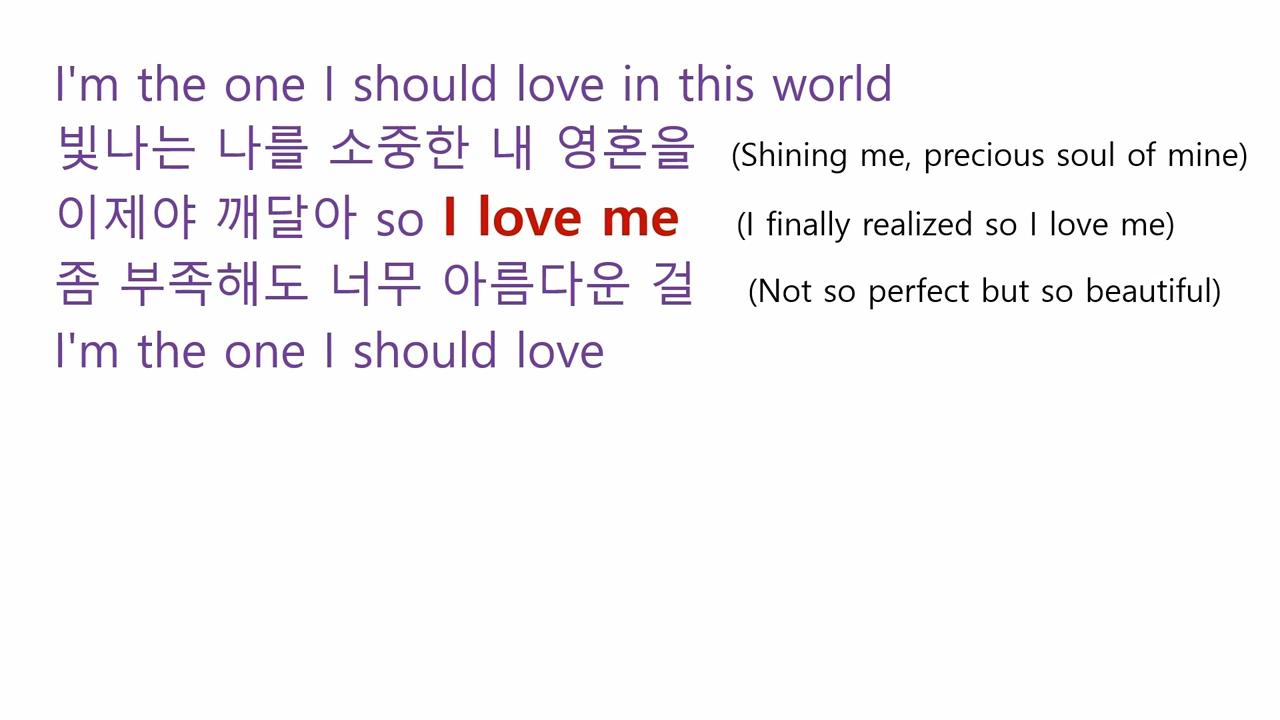 I'm the one I should love in this world
빛나는 나를 소중한 내 영혼을 (Shining me, precious soul of mine)
이제야 깨달아 so I love me (I finally realized so I love me)
좀 부족해도 너무 아름다운 걸 (Not so perfect but so beautiful)
I'm the one I should love